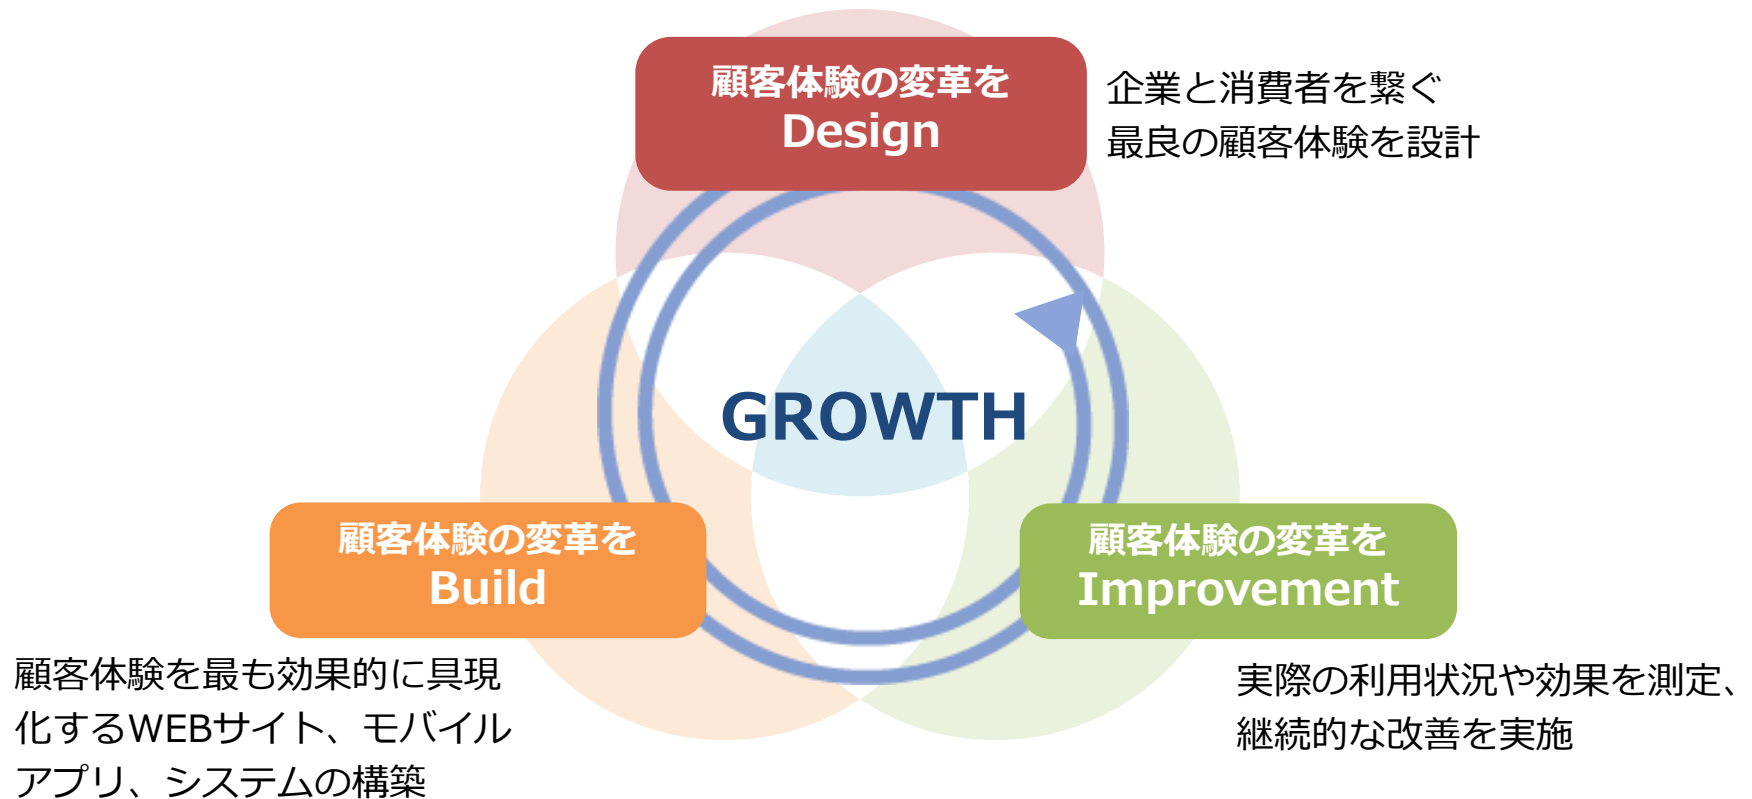 顧客体験の変革を
Design
企業と消費者を繋ぐ
最良の顧客体験を設計
GROWTH
顧客体験の変革を
Build
顧客体験の変革を
Improvement
顧客体験を最も効果的に具現
化するWEBサイト、モバイル
アプリ、システムの構築
実際の利用状況や効果を測定、
継続的な改善を実施